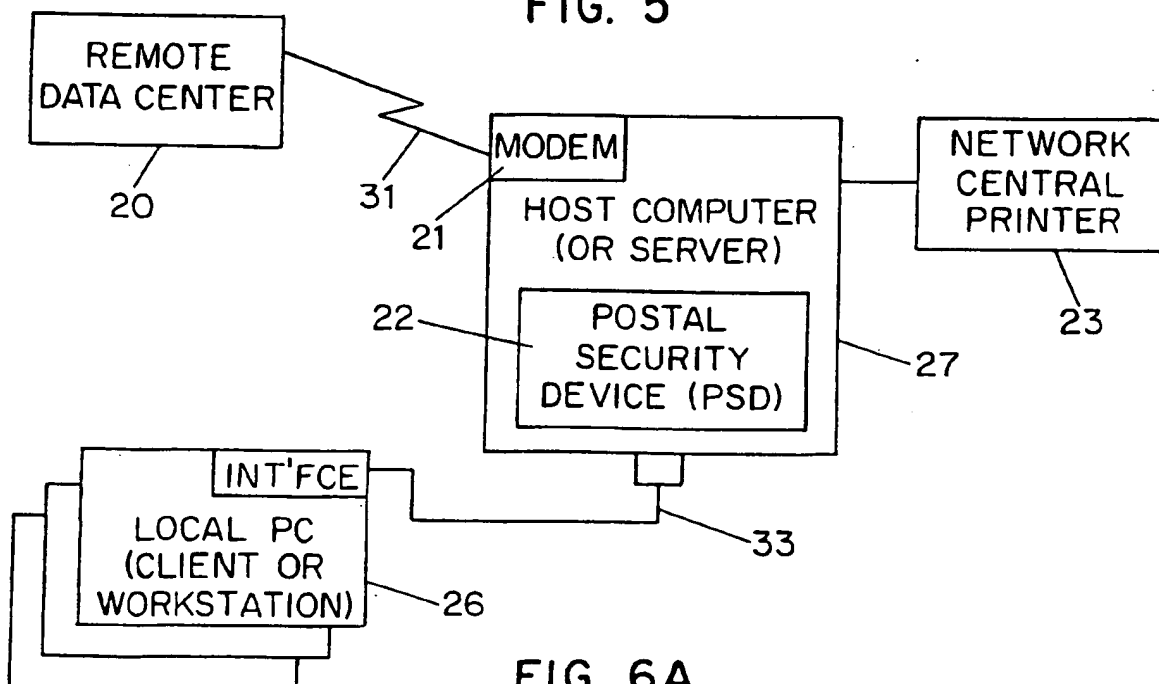 FIG. 5
REMOTE
DATA CENTER
20
31
MODEM
21
HOST COMPUTER
(OR SERVER)
22
POSTAL
SECURITY
DEVICE (PSD)
27
NETWORK
CENTRAL
PRINTER
23
INT'FCE
LOCAL PC
(CLIENT OR
WORKSTATION)
26
33
FIG. 6A